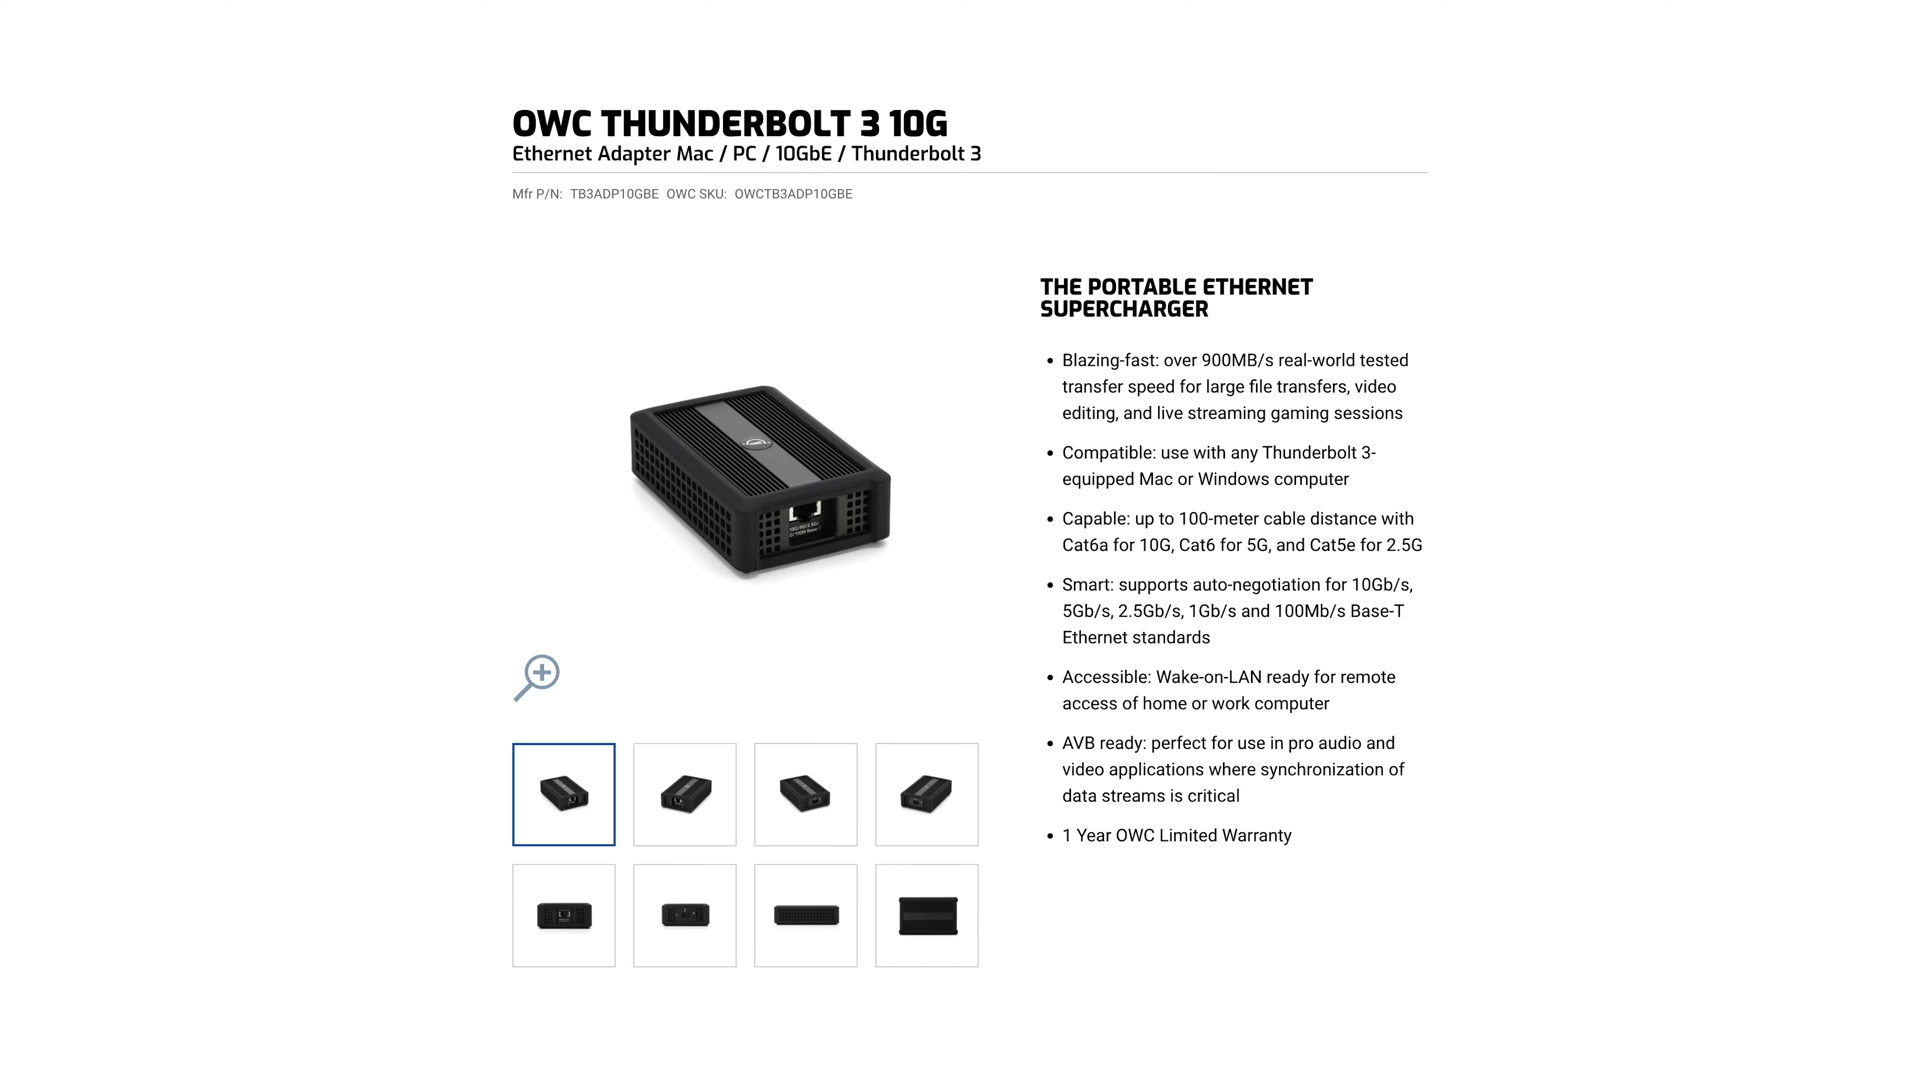 OWC THUNDERBOLT 3 10G
Ethernet Adapter Mac / PC / 10GbE / Thunderbolt 3
Mfr P/N: TB3ADP10GBE OWC SKU: OWCTB3ADP10GBE
THE PORTABLE ETHERNET
SUPERCHARGER
• Blazing-fast: over 900MB/s real-world tested
transfer speed for large file transfers, video
editing, and live streaming gaming sessions
• Compatible: use with any Thunderbolt 3-
equipped Mac or Windows computer
• Capable: up to 100-meter cable distance with
Cat6a for 10G, Cat6 for 5G, and Cat5e for 2.5G
• Smart: supports auto-negotiation for 10Gb/s,
5Gb/s, 2.5Gb/s, 1Gb/s and 100Mb/s Base-T
Ethernet standards
• Accessible: Wake-on-LAN ready for remote
access of home or work computer
• AVB ready: perfect for use in pro audio and
video applications where synchronization of
data streams is critical
• 1 Year OWC Limited Warranty